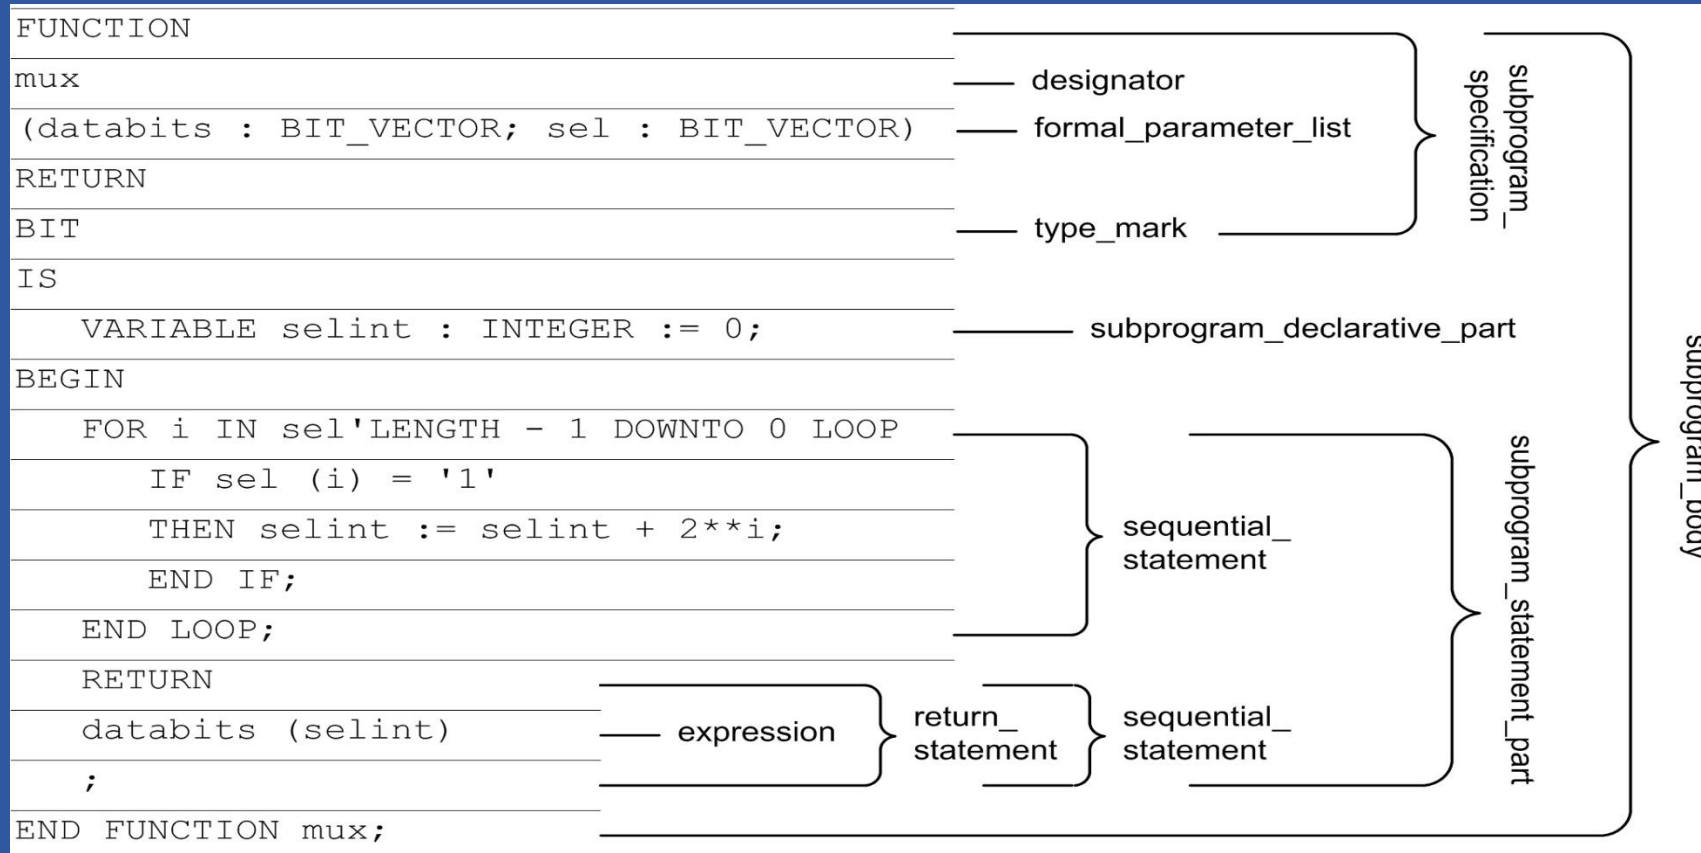 FUNCTION
mux
designator
(databits : BIT_VECTOR; sel : BIT_VECTOR)
formal_parameter_list
RETURN
BIT
type_mark
subprogram_
specification
IS
VARIABLE selint : INTEGER := 0;
subprogram_declarative_part
BEGIN
FOR i IN sel'LENGTH - 1 DOWNTO 0 LOOP
IF sel (i) = '1'
THEN selint := selint + 2**i;
END IF;
END LOOP;
sequential_
statement
RETURN
databits (selint)
expression
;
return_
statement
sequential_
statement
subprogram_statement_part
END FUNCTION mux;
subprogram_body